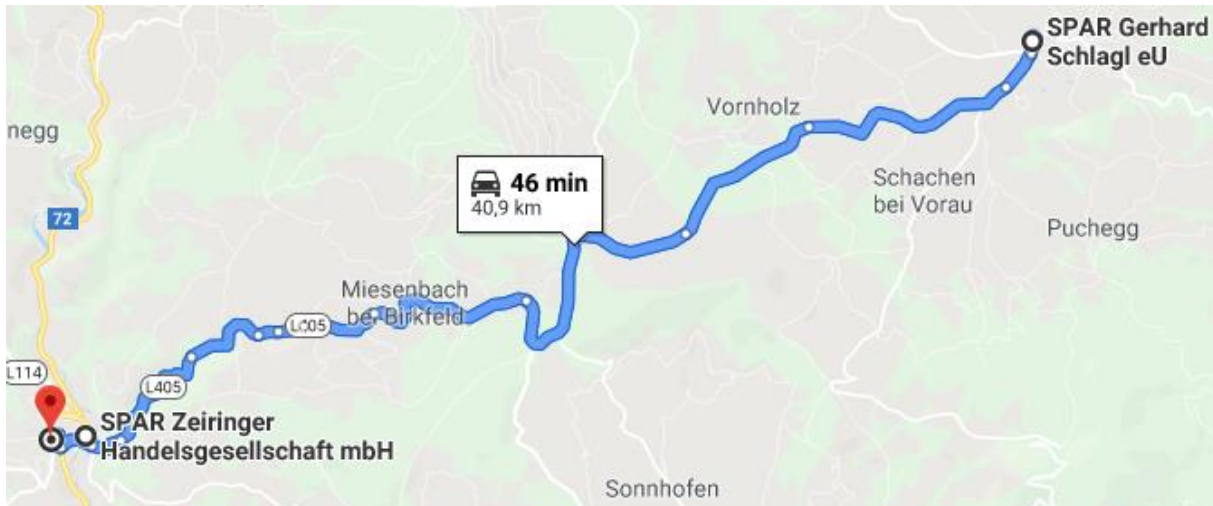 SPAR Gerhard
Schlagl eU
negg
Vornholz
46 min
40,9 km
Schachen
bei Vorau
72
Puchegg
Miesenbach
bei Birkfeld
L405
L114
SPAR Zeiringer
Handelsgesellschaft mbH
Sonnhofen